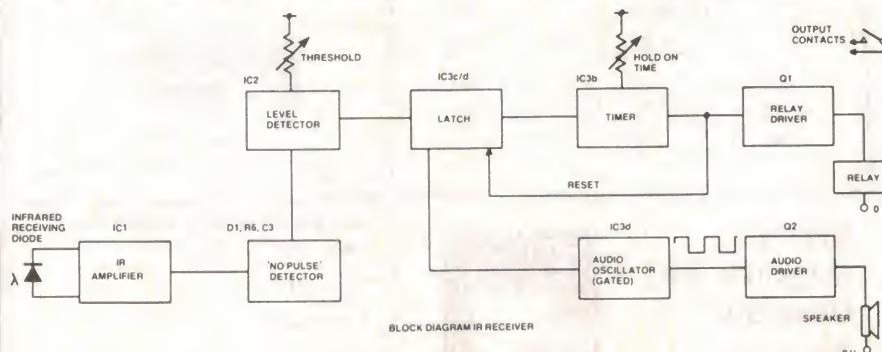 OUTPUT
CONTACTS
THRESHOLD
HOLD ON
TIME
IC2
LEVEL
DETECTOR
IC3c/d
LATCH
IC3b
TIMER
Q1
RELAY
DRIVER
RESET
RELAY
INFRARED
RECEIVING
DIODE
λ
IC1
IR
AMPLIFIER
D1, R6, C3
'NO PULSE'
DETECTOR
IC3d
AUDIO
OSCILLATOR
(GATED)
Q2
AUDIO
DRIVER
SPEAKER
BLOCK DIAGRAM IR RECEIVER